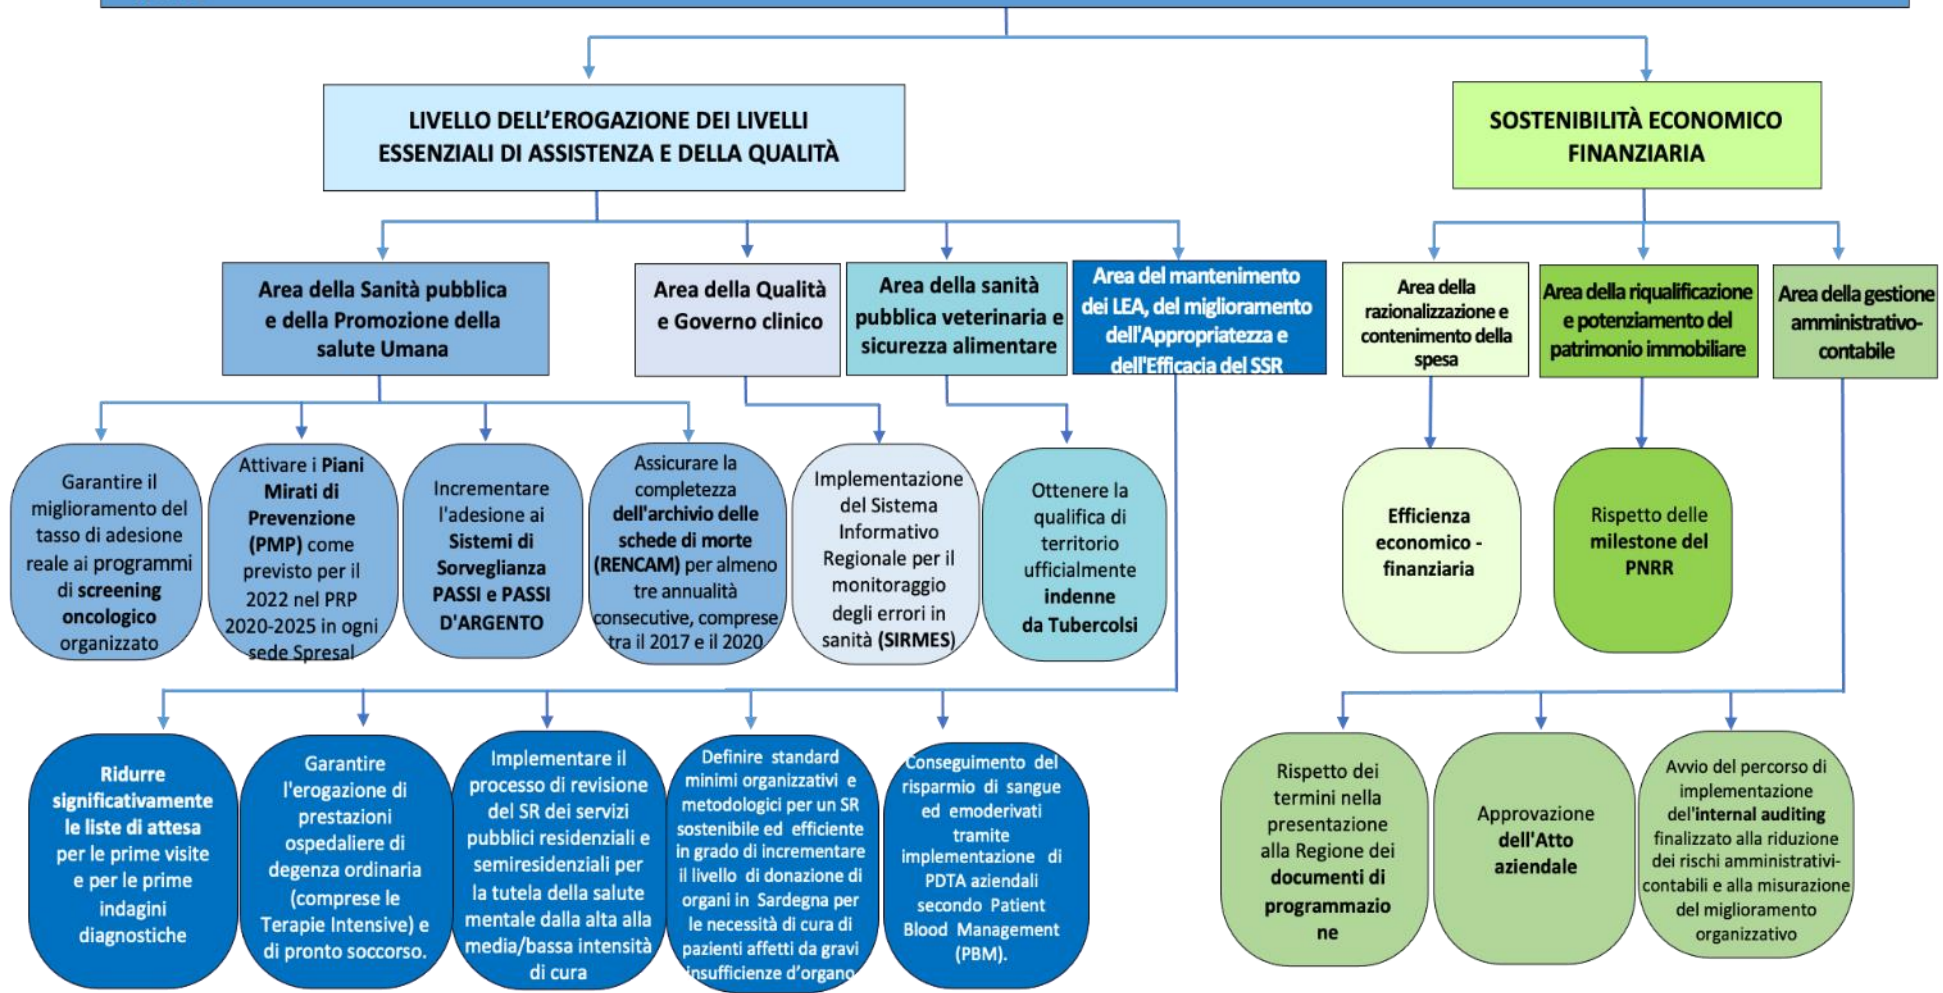 LIVELLO DELL'EROGAZIONE DEI LIVELLI
ESSENZIALI DI ASSISTENZA E DELLA QUALITÀ
SOSTENIBILITÀ ECONOMICO
FINANZIARIA
Area della Sanità pubblica
e della Promozione della
salute Umana
Area della Qualità
e Governo clinico
Area della sanità
pubblica veterinaria e
sicurezza alimentare
Area del mantenimento
dei LEA, del miglioramento
dell'Appropriatezza e
dell'Efficacia del SSR
Area della
razionalizzazione e
contenimento della
spesa
Area della riqualificazione
e potenziamento del
patrimonio immobiliare
Area della gestione
amministrativo-
contabile
Garantire il
miglioramento del
tasso di adesione
reale ai programmi
di screening
oncologico
organizzato
Attivare i Piani
Mirati di
Prevenzione
(PMP) come
previsto per il
2022 nel PRP
2020-2025 in ogni
sede Spresal
Incrementare
l'adesione ai
Sistemi di
Sorveglianza
PASSI e PASSI
D'ARGENTO
Assicurare la
completezza
dell'archivio delle
schede di morte
(RENCAM) per almeno
tre annualità
consecutive, comprese
tra il 2017 e il 2020
Implementazione
del Sistema
Informativo
Regionale per il
monitoraggio
degli errori in
sanità (SIRMES)
Ottenere la
qualifica di
territorio
ufficialmente
indenne
da Tubercolsi
Efficienza
economico -
finanziaria
Rispetto delle
milestone del
PNRR
Ridurre
significativamente
le liste di attesa
per le prime visite
e per le prime
indagini
diagnostiche
Garantire
l'erogazione di
prestazioni
ospedaliere di
degenza ordinaria
(comprese le
Terapie Intensive) e
di pronto soccorso.
Implementare il
processo di revisione
del SR dei servizi
pubblici residenziali e
semiresidenziali per
la tutela della salute
mentale dalla alta alla
media/bassa intensità
di cura
Definire standard
minimi organizzativi e
metodologici per un SR
sostenibile ed efficiente
in grado di incrementare
il livello di donazione di
organi in Sardegna per
le necessità di cura di
pazienti affetti da gravi
insufficienze d'organo
Conseguimento del
risparmio di sangue
ed emoderivati
tramite
implementazione di
PDTA aziendali
secondo Patient
Blood Management
(PBM).
Rispetto dei
termini nella
presentazione
alla Regione dei
documenti di
programmazio
ne
Approvazione
dell'Atto
aziendale
Avvio del percorso di
implementazione
del'internal auditing
finalizzato alla riduzione
dei rischi amministrativi-
contabili e alla misurazione
del miglioramento
organizzativo